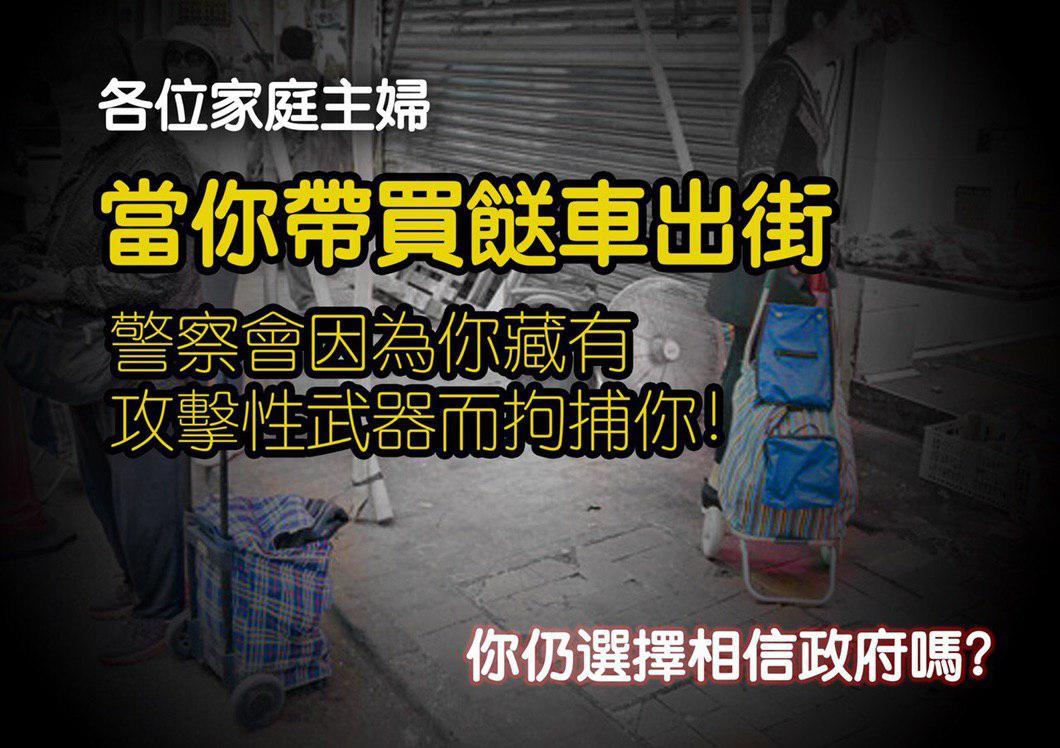 各位家庭主婦
當你帶買餸車出街
警察會因為你藏有
攻擊性武器而拘捕你!
你仍選擇相信政府嗎?